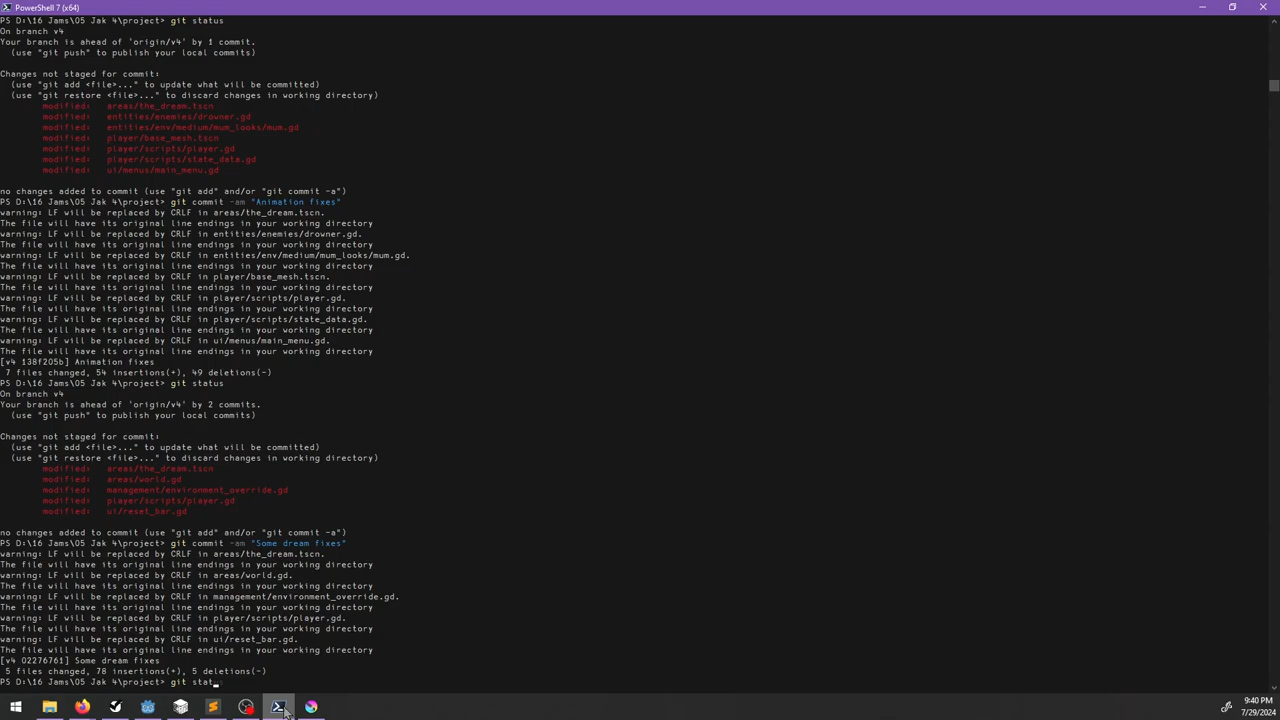 PowerShell 7 (x64)
PS D:\16 Jams\05 Jak 4\project> git status
On branch v4
Your branch is ahead of 'origin/v4' by 1 commit.
  (use "git push" to publish your local commits)
Changes not staged for commit:
  (use "git add <file>..." to update what will be committed)
  (use "git restore <file>..." to discard changes in working directory)
        modified:   areas/the_dream.tscn
        modified:   entities/enemies/drowner.gd
        modified:   entities/env/medium/mum_looks/mum.gd
        modified:   player/base_mesh.tscn
        modified:   player/scripts/player.gd
        modified:   player/scripts/state_data.gd
        modified:   ui/menus/main_menu.gd
no changes added to commit (use "git add" and/or "git commit -a")
PS D:\16 Jams\05 Jak 4\project> git commit -am "Animation fixes"
warning: LF will be replaced by CRLF in areas/the_dream.tscn.
The file will have its original line endings in your working directory
warning: LF will be replaced by CRLF in entities/enemies/drowner.gd.
The file will have its original line endings in your working directory
warning: LF will be replaced by CRLF in entities/env/medium/mum_looks/mum.gd.
The file will have its original line endings in your working directory
warning: LF will be replaced by CRLF in player/base_mesh.tscn.
The file will have its original line endings in your working directory
warning: LF will be replaced by CRLF in player/scripts/player.gd.
The file will have its original line endings in your working directory
warning: LF will be replaced by CRLF in player/scripts/state_data.gd.
The file will have its original line endings in your working directory
warning: LF will be replaced by CRLF in ui/menus/main_menu.gd.
The file will have its original line endings in your working directory
[v4 138f205b] Animation fixes
 7 files changed, 54 insertions(+), 49 deletions(-)
PS D:\16 Jams\05 Jak 4\project> git status
On branch v4
Your branch is ahead of 'origin/v4' by 2 commits.
  (use "git push" to publish your local commits)
Changes not staged for commit:
  (use "git add <file>..." to update what will be committed)
  (use "git restore <file>..." to discard changes in working directory)
        modified:   areas/the_dream.tscn
        modified:   areas/world.gd
        modified:   management/environment_override.gd
        modified:   player/scripts/player.gd
        modified:   ui/reset_bar.gd
no changes added to commit (use "git add" and/or "git commit -a")
PS D:\16 Jams\05 Jak 4\project> git commit -am "Some dream fixes"
warning: LF will be replaced by CRLF in areas/the_dream.tscn.
The file will have its original line endings in your working directory
warning: LF will be replaced by CRLF in areas/world.gd.
The file will have its original line endings in your working directory
warning: LF will be replaced by CRLF in management/environment_override.gd.
The file will have its original line endings in your working directory
warning: LF will be replaced by CRLF in player/scripts/player.gd.
The file will have its original line endings in your working directory
warning: LF will be replaced by CRLF in ui/reset_bar.gd.
The file will have its original line endings in your working directory
[v4 02276761] Some dream fixes
 5 files changed, 78 insertions(+), 5 deletions(-)
PS D:\16 Jams\05 Jak 4\project> git status
9:40 PM
7/29/2024